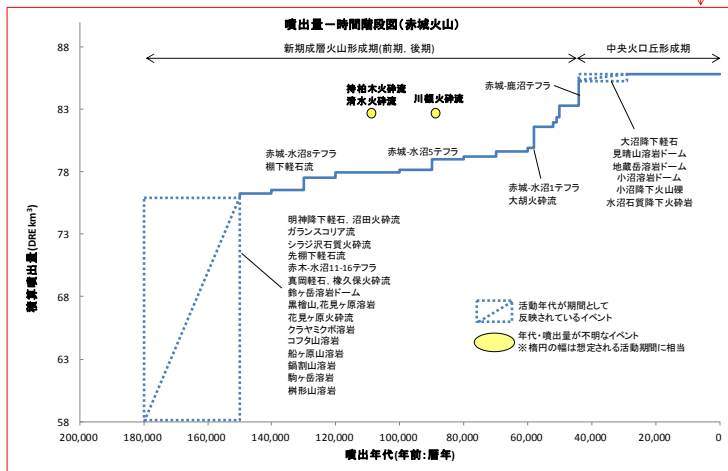 噴出量－時間階段図（赤城火山）
新期成層火山形成期(前期、後期)
中央火口丘形成期
88
83
78
73
68
63
58
積算噴出量(DRE km³)
持柏木火砕流
清水火砕流
川額火砕流
赤城-鹿沼テフラ
赤城-水沼8テフラ
棚下軽石流
赤城-水沼5テフラ
赤城-水沼1テフラ
大胡火砕流
大沼降下軽石
見晴山溶岩ドーム
地蔵岳溶岩ドーム
小沼溶岩ドーム
小沼降下火山礫
水沼石質降下火砕岩
明神降下軽石，沼田火砕流
ガランスコリア流
シラジ沢石質火砕流
先棚下軽石流
赤木-水沼11-16テフラ
真岡軽石，橡久保火砕流
鈴ヶ岳溶岩ドーム
黒檜山,花見ヶ原溶岩
花見ヶ原火砕流
クラヤミクボ溶岩
コフタ山溶岩
船ヶ原山溶岩
鍋割山溶岩
駒ヶ岳溶岩
桝形山溶岩
活動年代が期間として
反映されているイベント
年代・噴出量が不明なイベント
※楕円の幅は想定される活動期間に相当
200,000 180,000 160,000 140,000 120,000 100,000 80,000 60,000 40,000 20,000 0
噴出年代(年前：暦年)